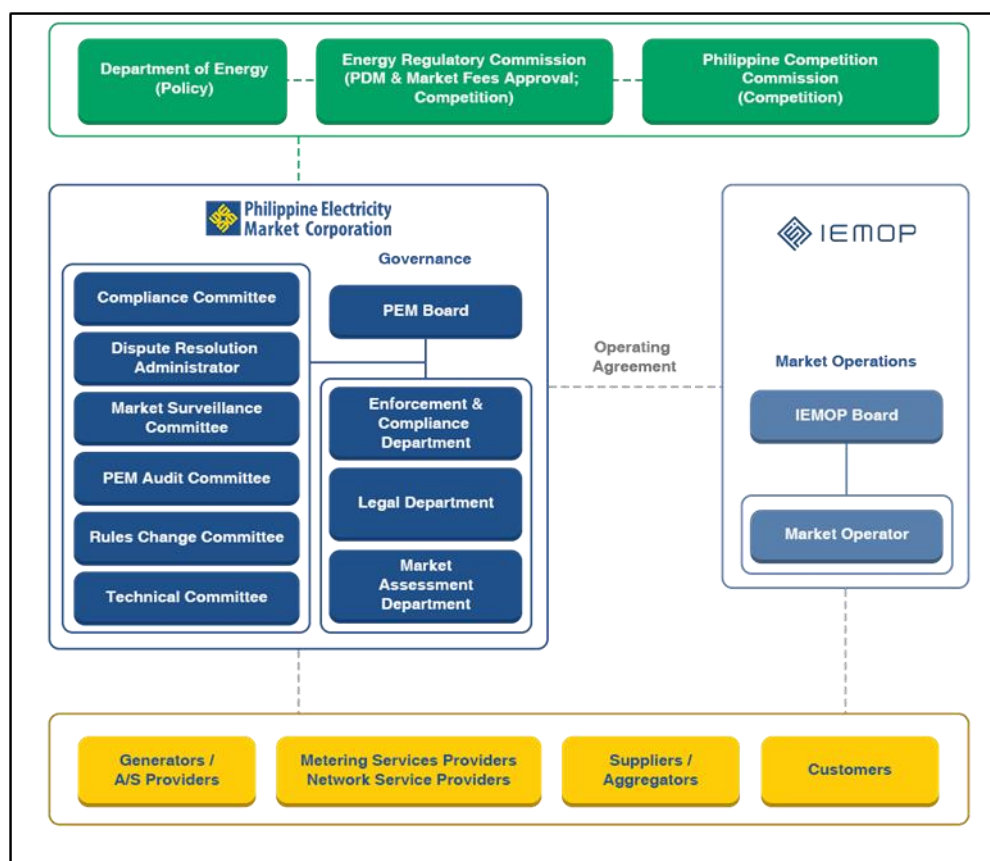 Department of Energy
(Policy)
Energy Regulatory Commission
(PDM & Market Fees Approval;
Competition)
Philippine Competition
Commission
(Competition)
Philippine Electricity
Market Corporation
Governance
Compliance Committee
Dispute Resolution
Administrator
Market Surveillance
Committee
PEM Audit Committee
Rules Change Committee
Technical Committee
PEM Board
Enforcement &
Compliance
Department
Legal Department
Market
Assessment
Department
Operating
Agreement
IEMOP
Market Operations
IEMOP Board
Market Operator
Generators /
A/S Providers
Metering Services Providers
Network Service Providers
Suppliers /
Aggregators
Customers